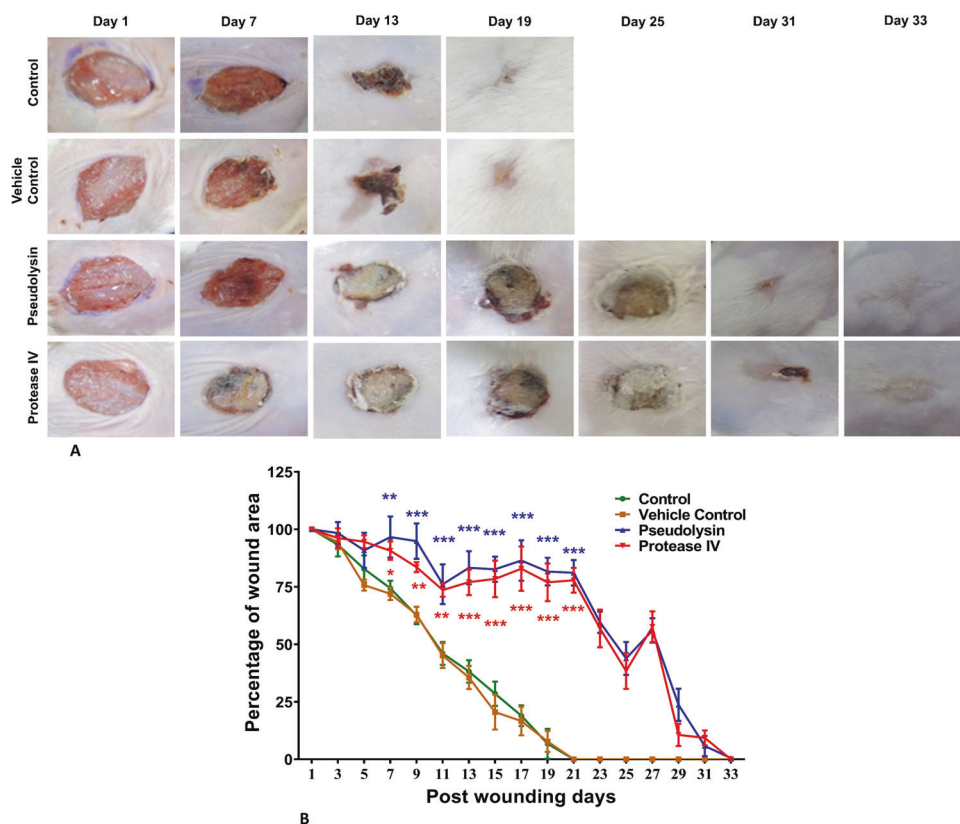 Day 1 Day 7 Day 13 Day 19 Day 25 Day 31 Day 33
Control
Vehicle
Control
Pseudolysin
Protease IV
A
Percentage of wound area
125
100
75
50
25
0
** *** *** *** *** *** *** ***
* ** ** *** *** *** *** ***
Control
Vehicle Control
Pseudolysin
Protease IV
1 3 5 7 9 11 13 15 17 19 21 23 25 27 29 31 33
Post wounding days
B